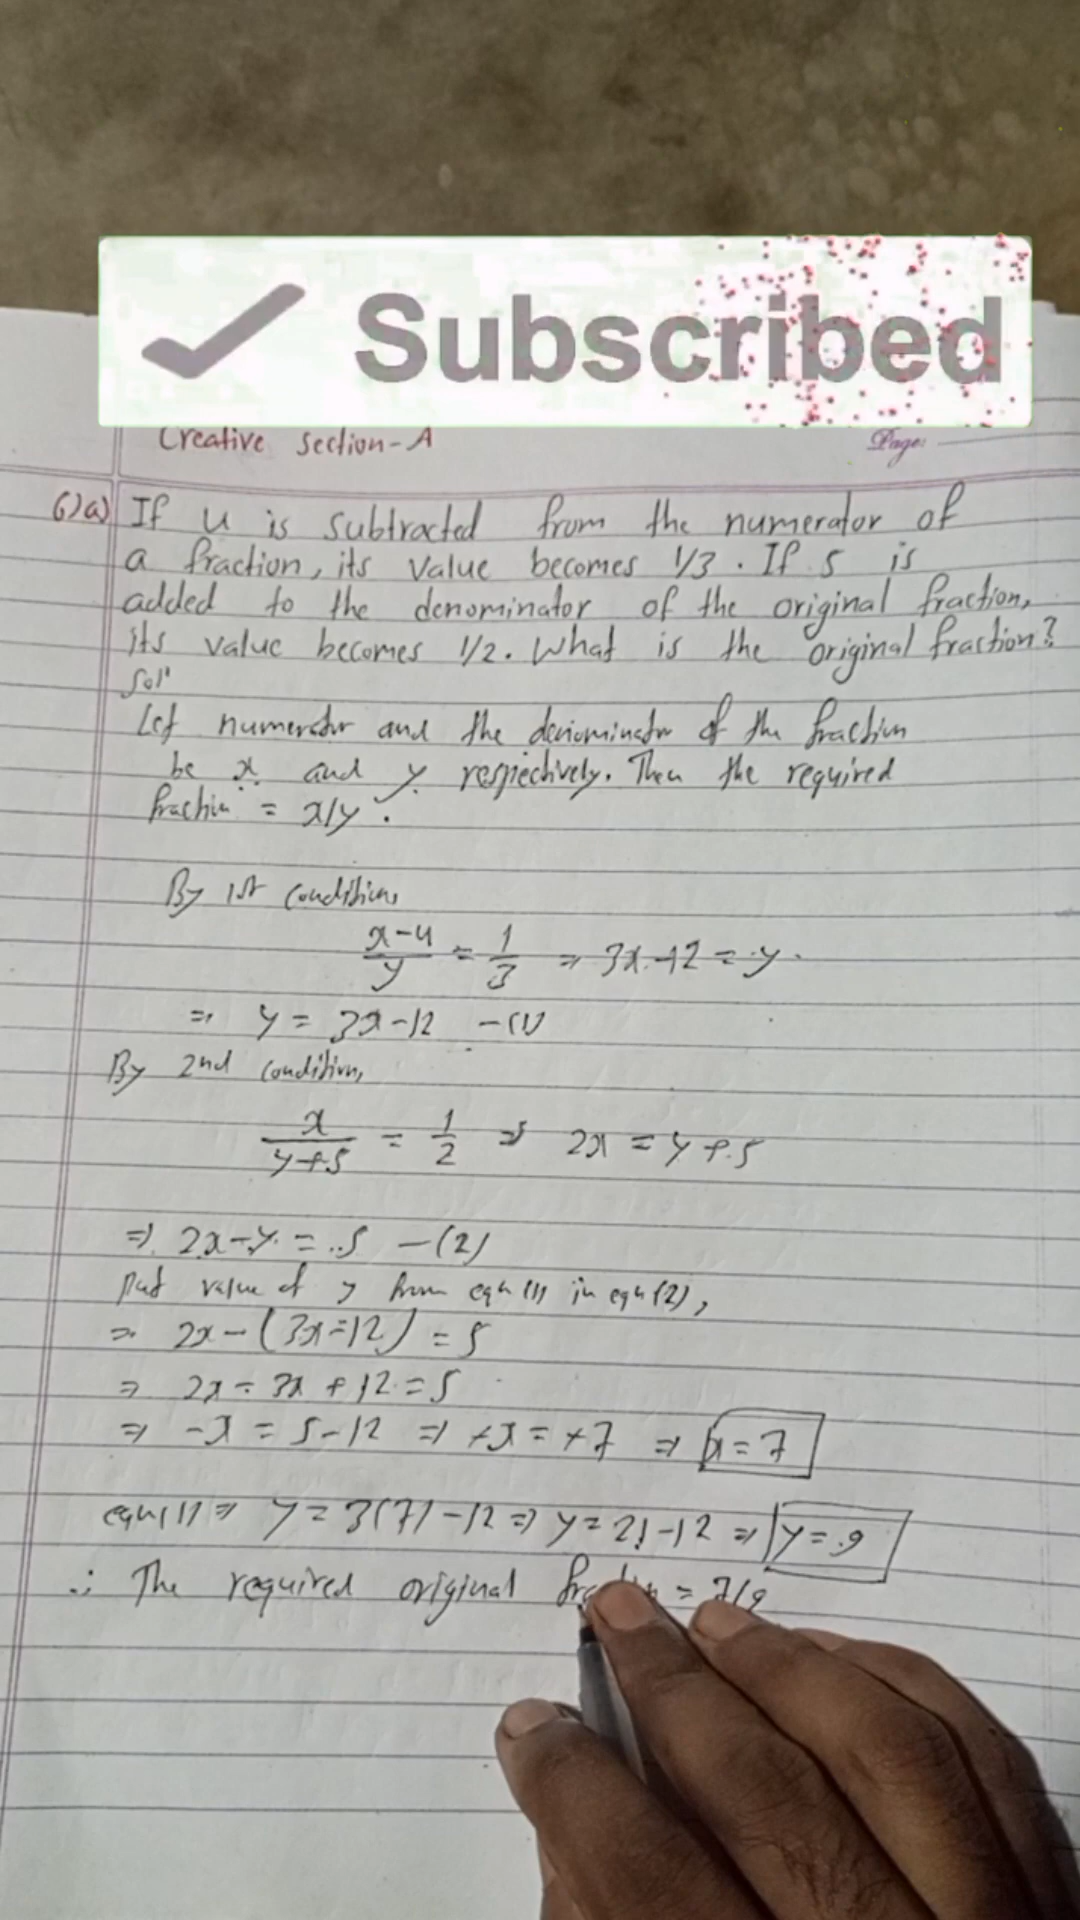 Subscribed
Creative section-A
Page:
6)a) If 4 is subtracted from the numerator of
a fraction, its value becomes 1/3. If 5 is
added to the denominator of the original fraction,
its value becomes 1/2. What is the original fraction?
Solⁿ
Let numerator and the denominator of the fraction
be x and y respectively. Then the required
fraction = x/y.
By 1st condition,
x-4/y = 1/3 ⇒ 3x-12 = y
⇒ y = 3x-12 -(1)
By 2nd condition,
x/y+5 = 1/2 ⇒ 2x = y+5
⇒ 2x-y = 5 -(2)
Put value of y from eqn(1) in eqn(2),
⇒ 2x-(3x-12) = 5
⇒ 2x-3x+12 = 5
⇒ -x = 5-12 ⇒ +x = +7 ⇒ x = 7
eqn(1) ⇒ y = 3(7)-12 ⇒ y = 21-12 ⇒ y = 9
∴ The required original fraction = 7/9